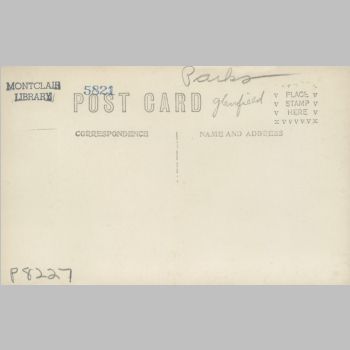 Parks
MONTCLAIR
LIBRARY
5821
POST CARD
glenfield
PLACE
STAMP
HERE
CORRESPONDENCE
NAME AND ADDRESS
P8227